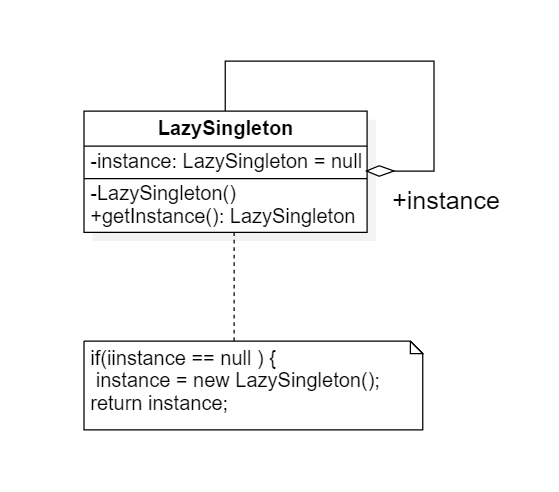 LazySingleton
-instance: LazySingleton = null
-LazySingleton()
+getInstance(): LazySingleton
+instance
if(iinstance == null ) {
instance = new LazySingleton();
return instance;